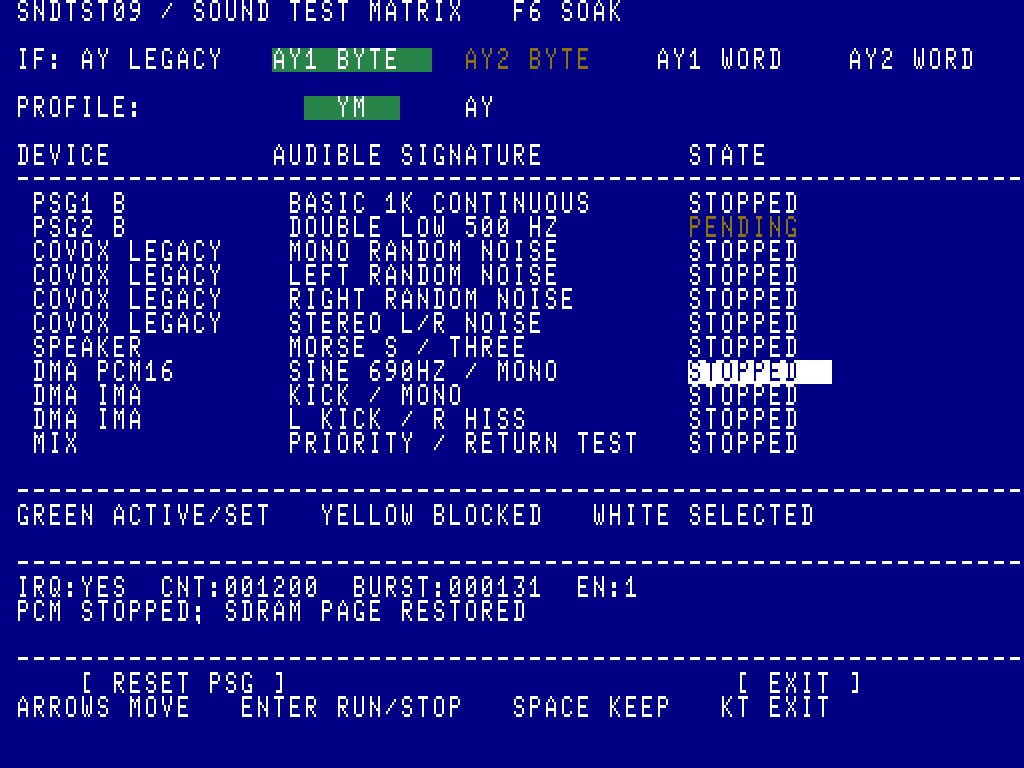 SNDTST09 / SOUND TEST MATRIX F6 SOAK
IF: AY LEGACY AY1 BYTE AY2 BYTE AY1 WORD AY2 WORD
PROFILE: YM AY
DEVICE AUDIBLE SIGNATURE STATE
PSG1 B BASIC 1K CONTINUOUS STOPPED
PSG2 B DOUBLE LOW 500 HZ PENDING
COVOX LEGACY MONO RANDOM NOISE STOPPED
COVOX LEGACY LEFT RANDOM NOISE STOPPED
COVOX LEGACY RIGHT RANDOM NOISE STOPPED
COVOX LEGACY STEREO L/R NOISE STOPPED
SPEAKER MORSE S / THREE STOPPED
DMA PCM16 SINE 690HZ / MONO STOPPED
DMA IMA KICK / MONO STOPPED
DMA IMA L KICK / R HISS STOPPED
MIX PRIORITY / RETURN TEST STOPPED
GREEN ACTIVE/SET YELLOW BLOCKED WHITE SELECTED
IRQ:YES CNT:001200 BURST:000131 EN:1
PCM STOPPED; SDRAM PAGE RESTORED
[ RESET PSG ] [ EXIT ]
ARROWS MOVE ENTER RUN/STOP SPACE KEEP KT EXIT